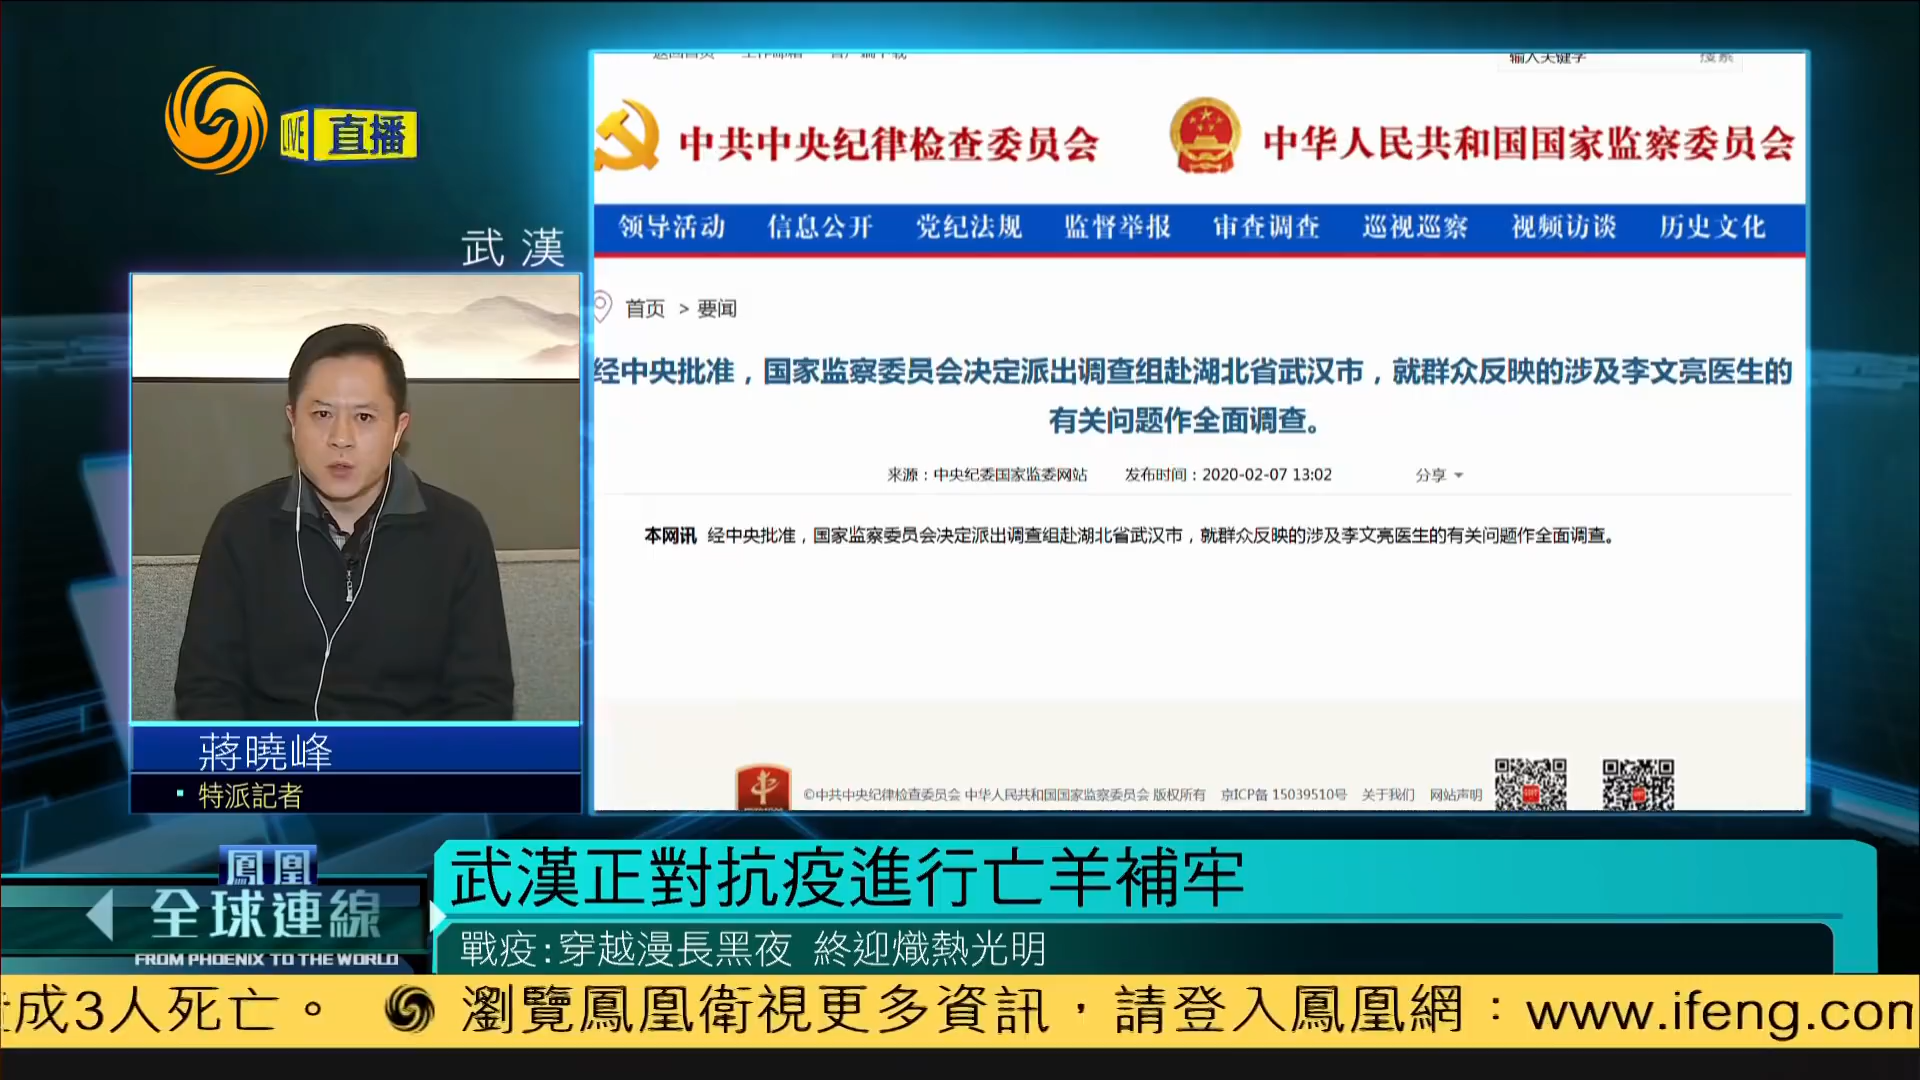 LIVE 直播
武漢
输入关键字 搜索
中共中央纪律检查委员会 中华人民共和国国家监察委员会
领导活动 信息公开 党纪法规 监督举报 审查调查 巡视巡察 视频访谈 历史文化
首页 > 要闻
经中央批准，国家监察委员会决定派出调查组赴湖北省武汉市，就群众反映的涉及李文亮医生的
有关问题作全面调查。
来源：中央纪委国家监委网站 发布时间：2020-02-07 13:02 分享
本网讯 经中央批准，国家监察委员会决定派出调查组赴湖北省武汉市，就群众反映的涉及李文亮医生的有关问题作全面调查。
©中共中央纪律检查委员会 中华人民共和国国家监察委员会 版权所有 京ICP备 15039510号 关于我们 网站声明
蔣曉峰
特派記者
鳳凰
全球連線
FROM PHOENIX TO THE WORLD
武漢正對抗疫進行亡羊補牢
戰疫:穿越漫長黑夜 終迎熾熱光明
成3人死亡。 瀏覽鳳凰衛視更多資訊，請登入鳳凰網：www.ifeng.com